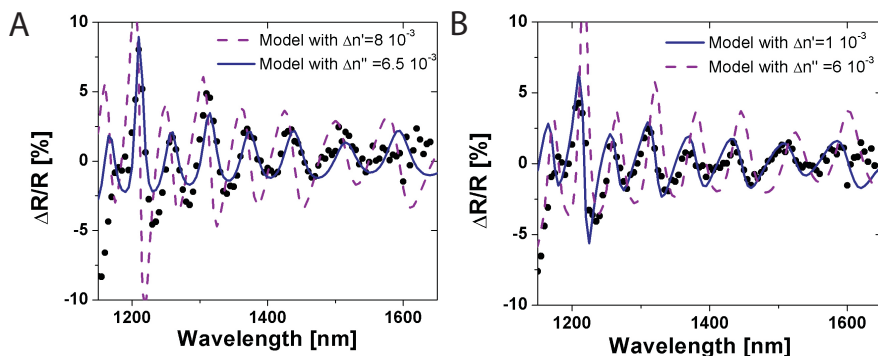 A
Model with Δn'=8 10⁻³
Model with Δn'' =6.5 10⁻³
10
5
0
-5
-10
ΔR/R [%]
1200
1400
1600
Wavelength [nm]
B
Model with Δn'=1 10⁻³
Model with Δn'' =6 10⁻³
10
5
0
-5
-10
ΔR/R [%]
1200
1400
1600
Wavelength [nm]